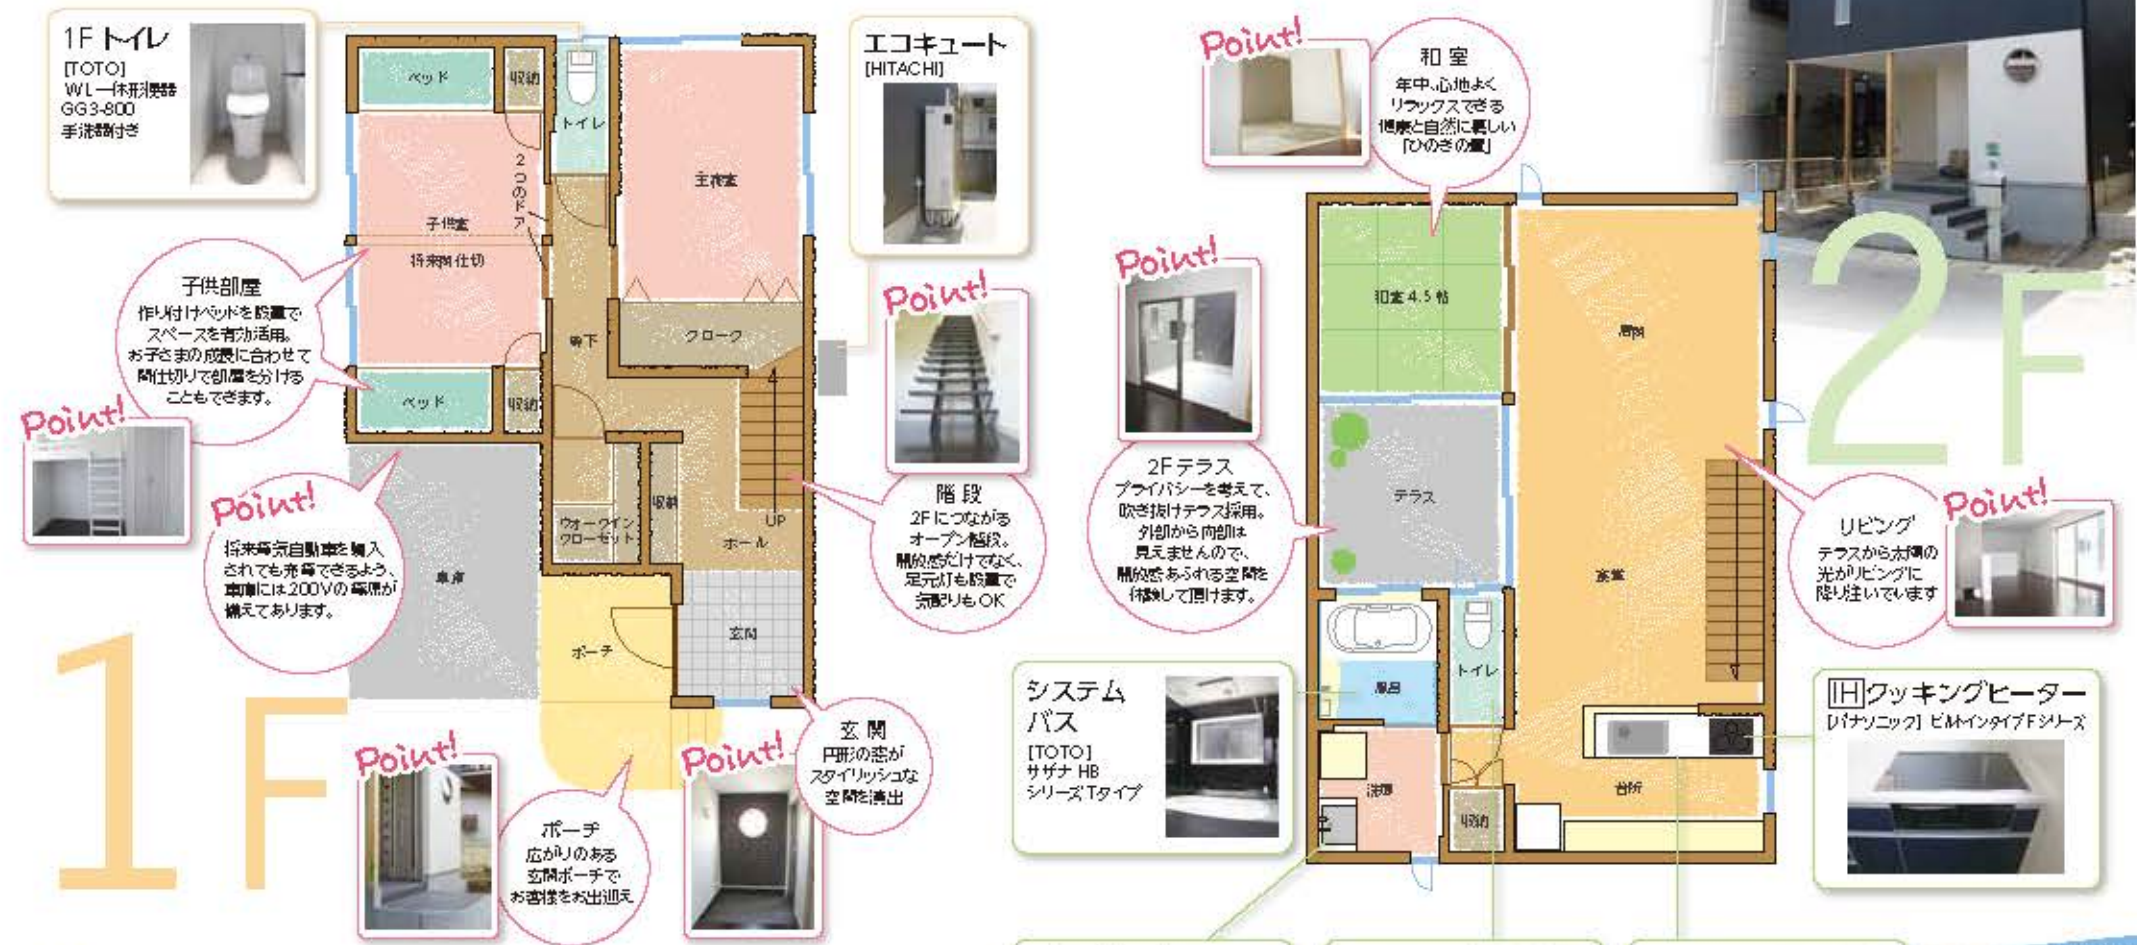 1F トイレ
[TOTO]
WL一体形便器
GG3-800
手洗器付き
ベッド
収納
トイレ
主寝室
2つのドア
子供室
将来間仕切
クローク
廊下
ベッド
収納
収納
ウォークイン
クローゼット
UP
ホール
車庫
ポーチ
玄関
エコキュート
[HITACHI]
子供部屋
作り付けベッドを設置で
スペースを有効活用。
お子さまの成長に合わせて
間仕切りで部屋を分ける
こともできます。
Point!
Point!
将来電気自動車を購入
されても充電できるよう、
車庫には200Vの電源が
備えてあります。
Point!
階段
2Fにつながる
オープン階段。
開放感だけでなく、
足元灯も設置で
気配りもOK
1F
Point!
ポーチ
広がりのある
玄関ポーチで
お客様をお出迎え
Point!
玄関
円形の窓が
スタイリッシュな
空間を演出
Point!
和室
年中、心地よく
リラックスできる
健康と自然に優しい
「ひのきの畳」
Point!
2Fテラス
プライバシーを考えて、
吹き抜けテラス採用。
外部から内部は
見えませんので、
開放感あふれる空間を
体験して頂けます。
和室4.5帖
居間
テラス
食堂
トイレ
風呂
洗面
収納
台所
2F
Point!
リビング
テラスから太陽の
光がリビングに
降り注いでいます
システム
バス
[TOTO]
サザナ HB
シリーズTタイプ
IHクッキングヒーター
[パナソニック] ビルトインタイプFシリーズ